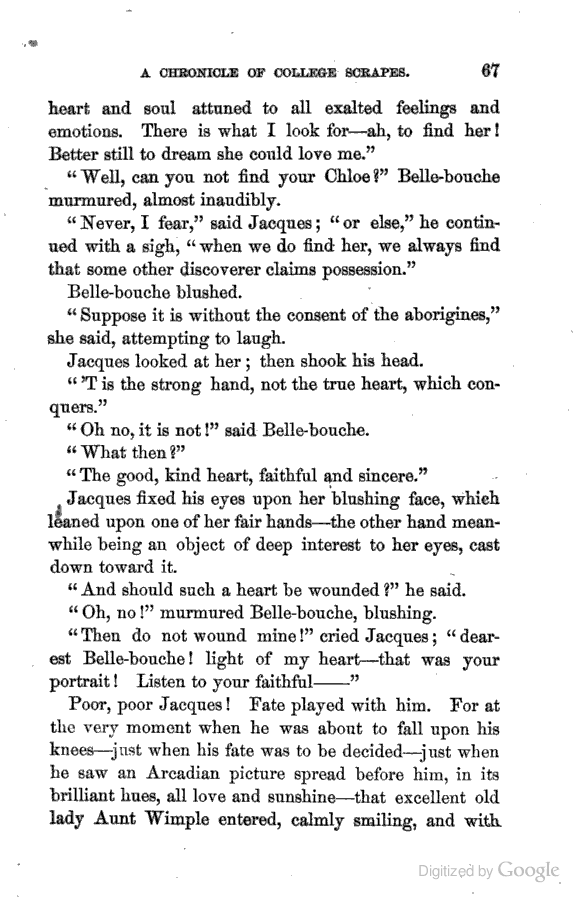 A CHRONICLE OF COLLEGE SCRAPES. 67
heart and soul attuned to all exalted feelings and
emotions. There is what I look for—ah, to find her!
Better still to dream she could love me.”
“Well, can you not find your Chloe?” Belle-bouche
murmured, almost inaudibly.
“Never, I fear,” said Jacques; “or else,” he contin-
ued with a sigh, “when we do find her, we always find
that some other discoverer claims possession.”
Belle-bouche blushed.
“Suppose it is without the consent of the aborigines,”
she said, attempting to laugh.
Jacques looked at her; then shook his head.
“’T is the strong hand, not the true heart, which con-
quers.”
“Oh no, it is not!” said Belle-bouche.
“What then?”
“The good, kind heart, faithful and sincere.”
Jacques fixed his eyes upon her blushing face, which
leaned upon one of her fair hands—the other hand mean-
while being an object of deep interest to her eyes, cast
down toward it.
“And should such a heart be wounded?” he said.
“Oh, no!” murmured Belle-bouche, blushing.
“Then do not wound mine!” cried Jacques; “dear-
est Belle-bouche! light of my heart—that was your
portrait! Listen to your faithful——”
Poor, poor Jacques! Fate played with him. For at
the very moment when he was about to fall upon his
knees—just when his fate was to be decided—just when
he saw an Arcadian picture spread before him, in its
brilliant hues, all love and sunshine—that excellent old
lady Aunt Wimple entered, calmly smiling, and with
Digitized by Google